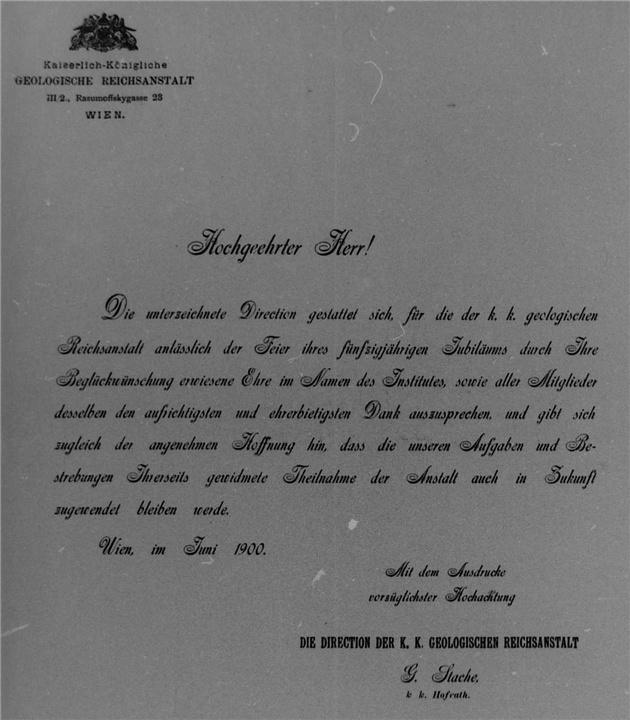 Kaiserlich-Königliche
GEOLOGISCHE REICHSANSTALT
III/2., Rasumoffskygasse 23
WIEN.
Hochgeehrter Herr!
Die unterzeichnete Direction gestattet sich, für die der k. k. geologischen
Reichsanstalt anlässlich der Feier ihres fünfzigjährigen Jubiläums durch Ihre
Beglückwünschung erwiesene Ehre im Namen des Institutes, sowie aller Mitglieder
desselben den aufrichtigsten und ehrerbietigsten Dank auszusprechen, und gibt sich
zugleich der angenehmen Hoffnung hin, dass die unseren Aufgaben und Be-
strebungen Ihrerseits gewidmete Theilnahme der Anstalt auch in Zukunft
zugewendet bleiben werde.
Wien, im Juni 1900.
Mit dem Ausdrucke
vorzüglichster Hochachtung
DIE DIRECTION DER K. K. GEOLOGISCHEN REICHSANSTALT
G. Stache,
k. k. Hofrath.